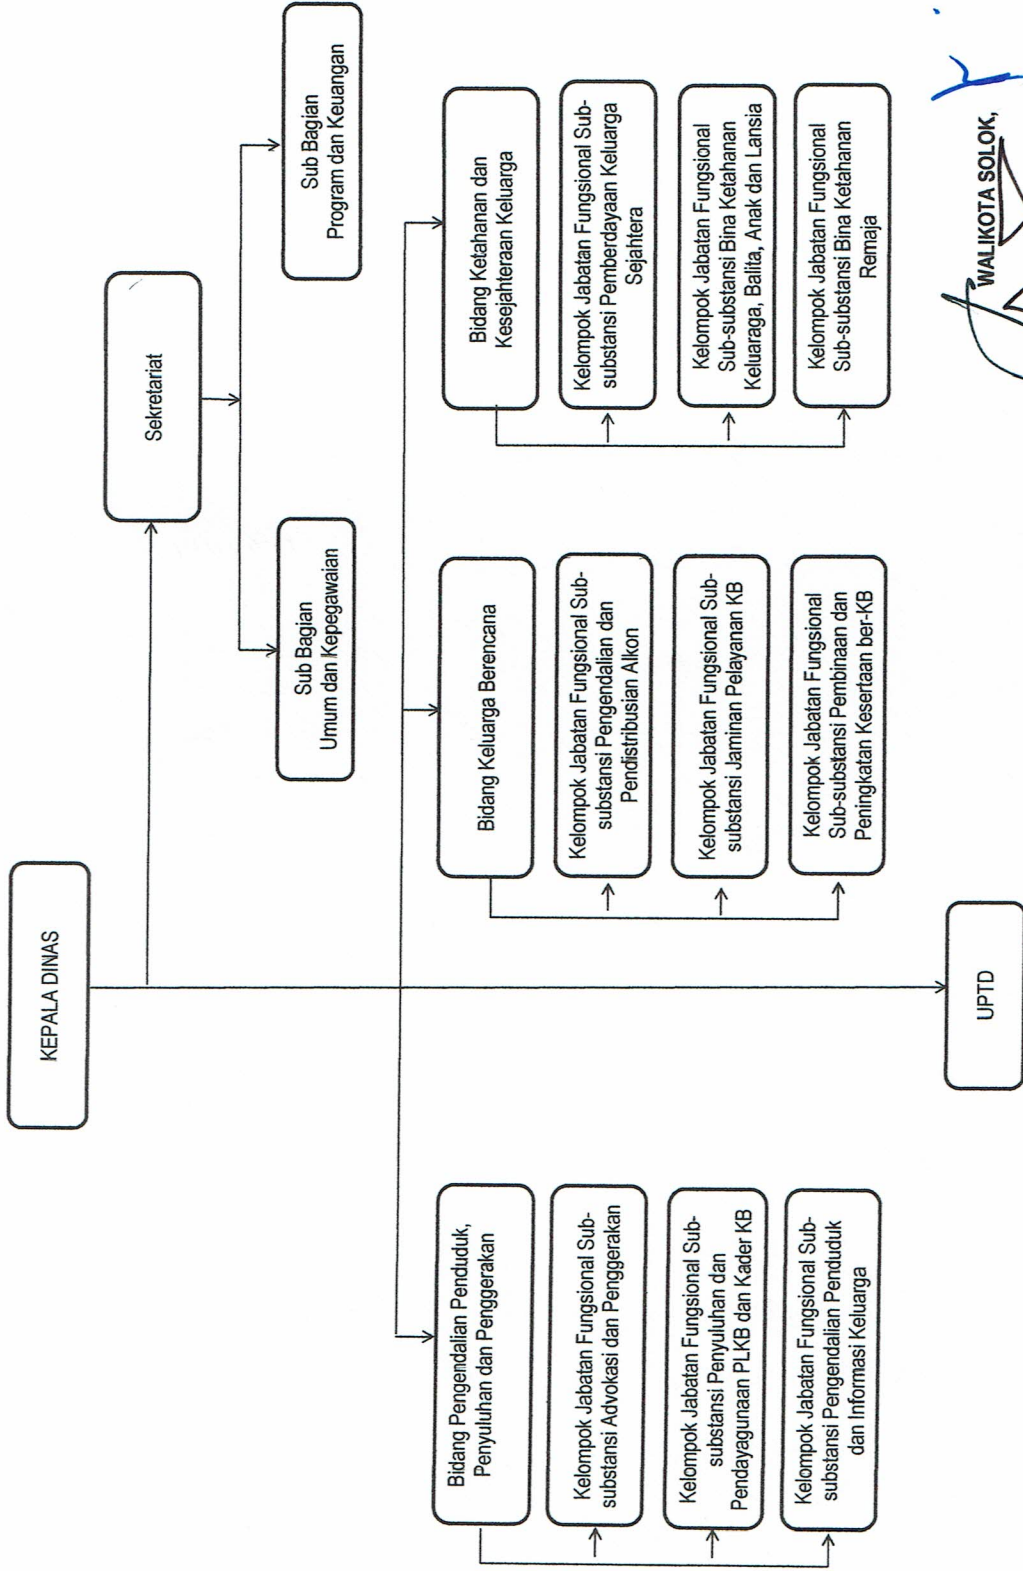 KEPALA DINAS
Sekretariat
Sub Bagian
Umum dan Kepegawaian
Sub Bagian
Program dan Keuangan
Bidang Pengendalian Penduduk,
Penyuluhan dan Penggerakan
Kelompok Jabatan Fungsional Sub-
substansi Advokasi dan Penggerakan
Kelompok Jabatan Fungsional Sub-
substansi Penyuluhan dan
Pendayagunaan PLKB dan Kader KB
Kelompok Jabatan Fungsional Sub-
substansi Pengendalian Penduduk
dan Informasi Keluarga
Bidang Keluarga Berencana
Kelompok Jabatan Fungsional Sub-
substansi Pengendalian dan
Pendistribusian Alkon
Kelompok Jabatan Fungsional Sub-
substansi Jaminan Pelayanan KB
Kelompok Jabatan Fungsional
Sub-substansi Pembinaan dan
Peningkatan Kesertaan ber-KB
Bidang Ketahanan dan
Kesejahteraan Keluarga
Kelompok Jabatan Fungsional Sub-
substansi Pemberdayaan Keluarga
Sejahtera
Kelompok Jabatan Fungsional
Sub-substansi Bina Ketahanan
Keluaraga, Balita, Anak dan Lansia
Kelompok Jabatan Fungsional
Sub-substansi Bina Ketahanan
Remaja
UPTD
WALIKOTA SOLOK,